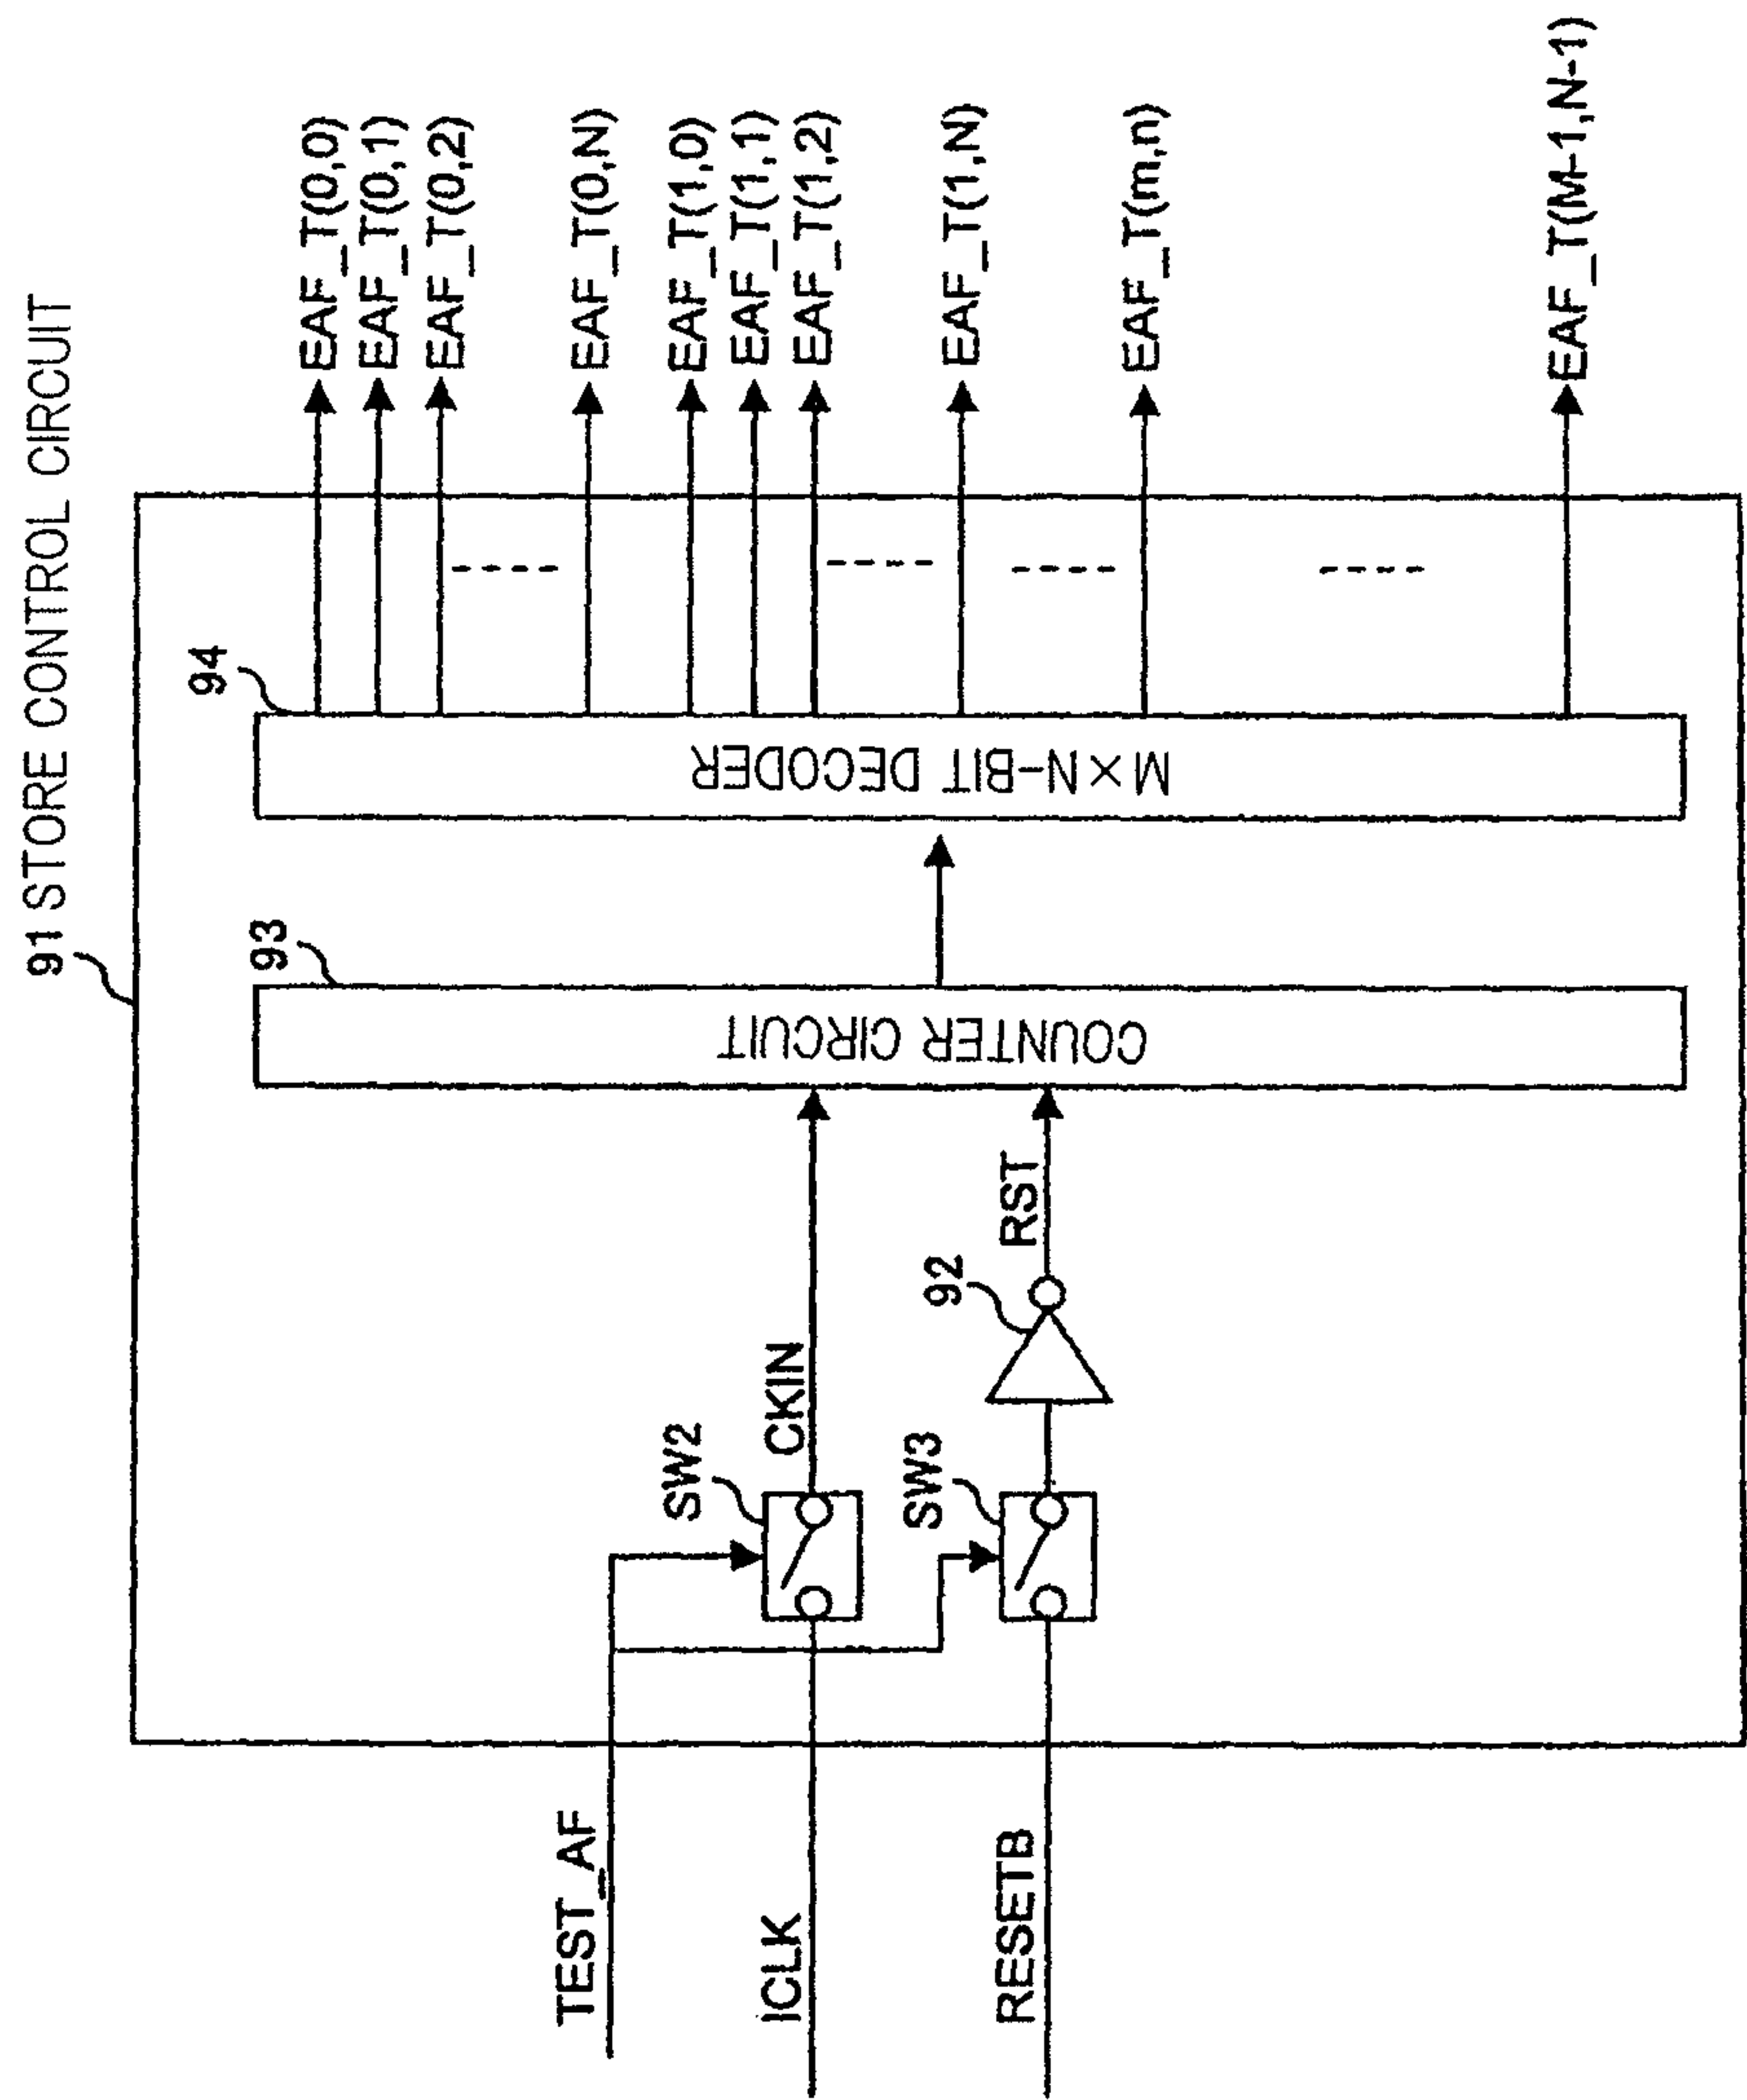 91 STORE CONTROL CIRCUIT
TEST_AF
ICLK
RESETB
SW2
SW3
CKIN
92
RST
93
COUNTER CIRCUIT
94
M×N-BIT DECODER
EAF_T(0,0)
EAF_T(0,1)
EAF_T(0,2)
EAF_T(0,N)
EAF_T(1,0)
EAF_T(1,1)
EAF_T(1,2)
EAF_T(1,N)
EAF_T(m,n)
EAF_T(M-1,N-1)